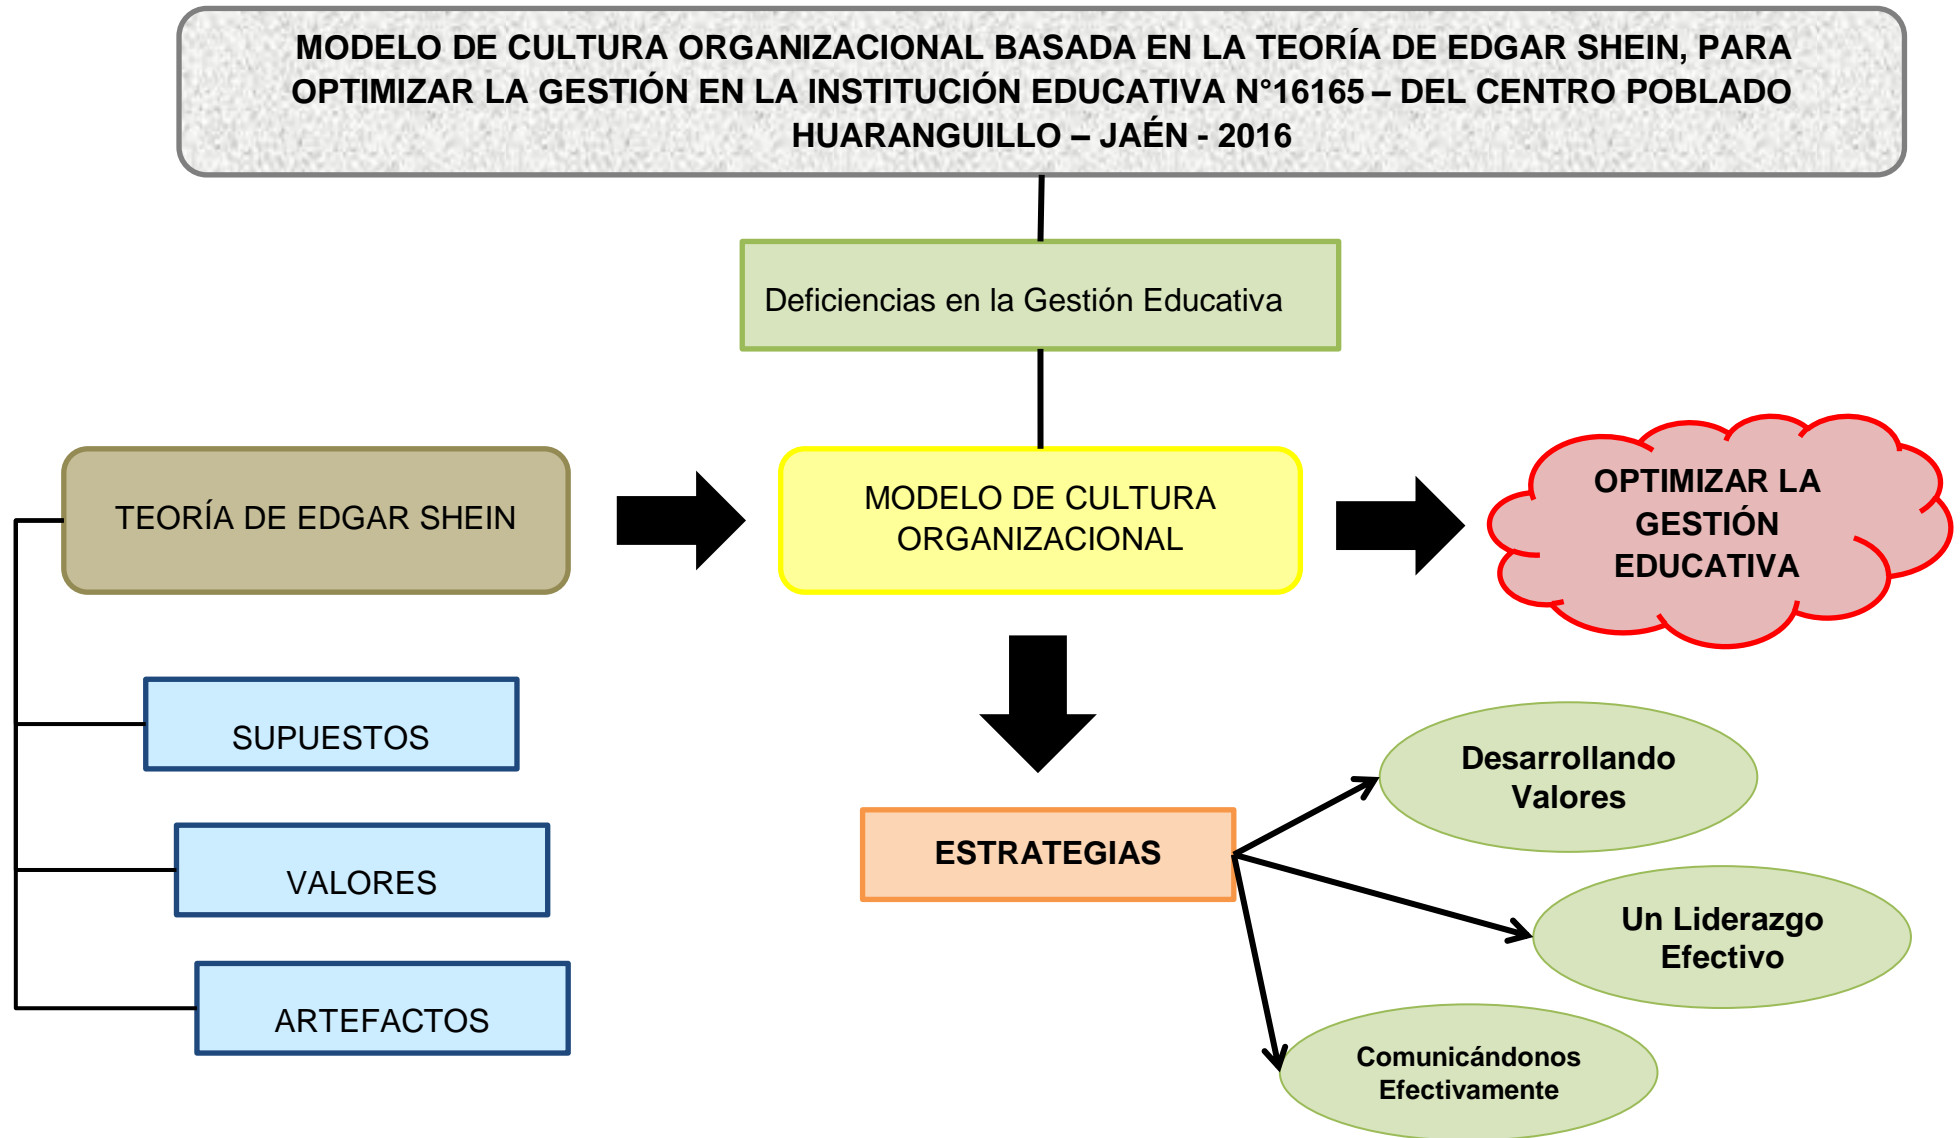 MODELO DE CULTURA ORGANIZACIONAL BASADA EN LA TEORÍA DE EDGAR SHEIN, PARA
OPTIMIZAR LA GESTIÓN EN LA INSTITUCIÓN EDUCATIVA N°16165 – DEL CENTRO POBLADO
HUARANGUILLO – JAÉN - 2016
Deficiencias en la Gestión Educativa
TEORÍA DE EDGAR SHEIN
MODELO DE CULTURA
ORGANIZACIONAL
OPTIMIZAR LA
GESTIÓN
EDUCATIVA
SUPUESTOS
VALORES
ARTEFACTOS
ESTRATEGIAS
Desarrollando
Valores
Un Liderazgo
Efectivo
Comunicándonos
Efectivamente